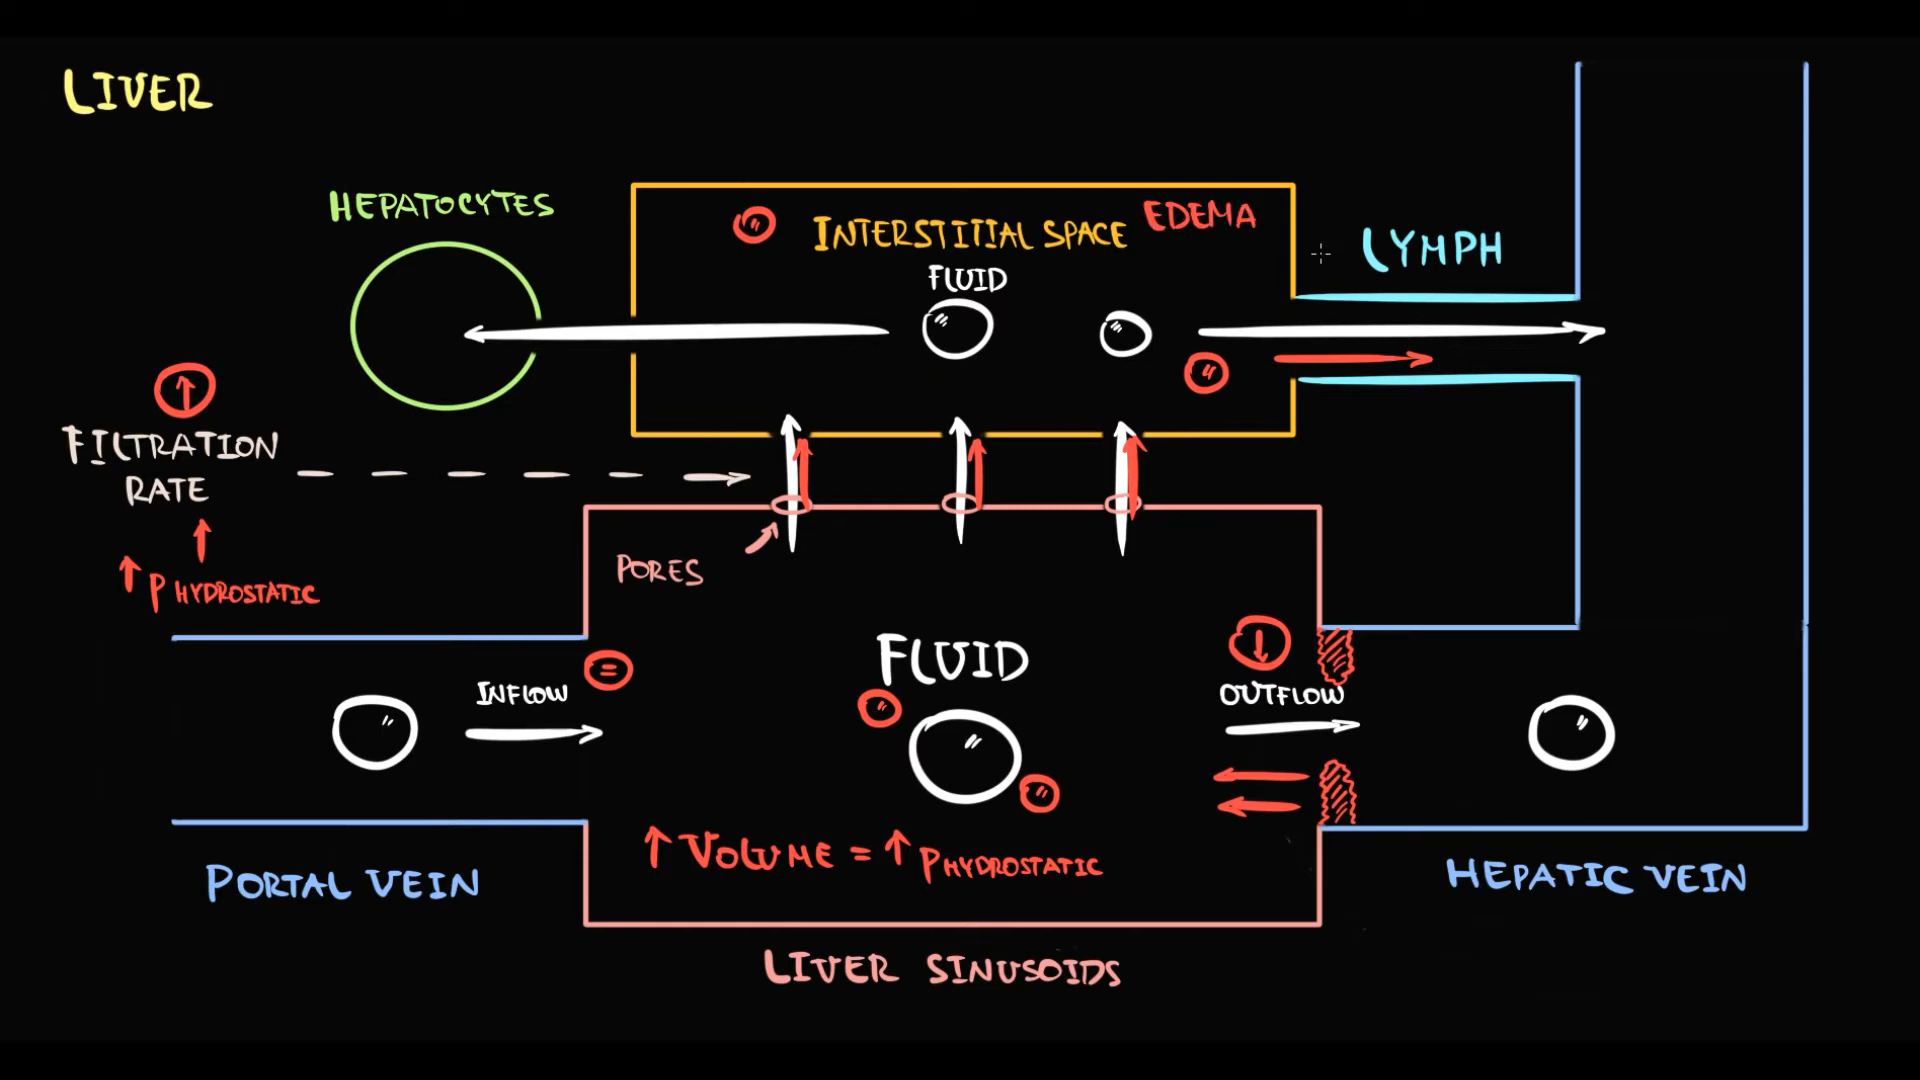 LIVER
HEPATOCYTES
INTERSTITIAL SPACE
EDEMA
FLUID
LYMPH
↑
FILTRATION
RATE
↑
↑ P HYDROSTATIC
PORES
FLUID
=
INFLOW
↓
OUTFLOW
↑ VOLUME = ↑ PHYDROSTATIC
PORTAL VEIN
HEPATIC VEIN
LIVER SINUSOIDS